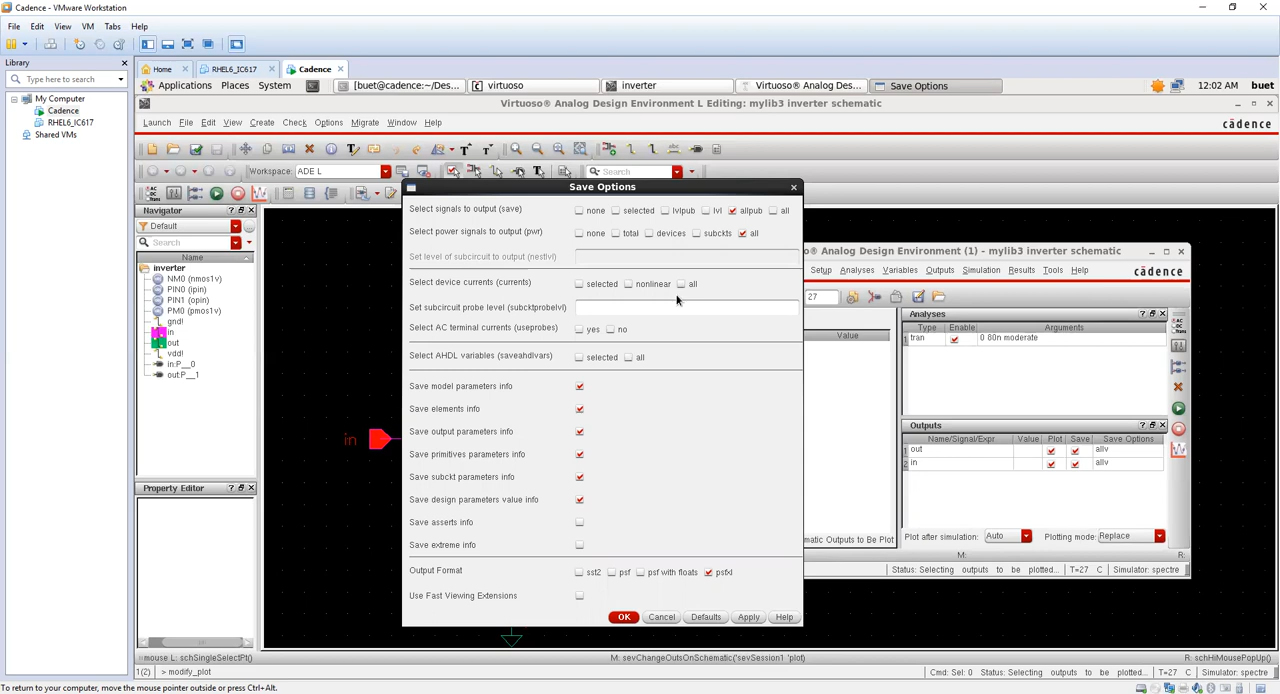 Cadence - VMware Workstation
File Edit View VM Tabs Help
Library
Type here to search
My Computer
Cadence
RHEL6_IC617
Shared VMs
Home RHEL6_IC617 Cadence
Applications Places System [buet@cadence:~/De... virtuoso inverter Virtuoso® Analog De... Save Options 12:02 AM buet
Virtuoso® Analog Design Environment L Editing: mylib3 inverter schematic
Launch File Edit View Create Check Options Migrate Window Help cādence
Workspace: ADE L Search
Navigator
Default
Search
Name
inverter
NM0 (nmos1v)
PIN0 (ipin)
PIN1 (opin)
PM0 (pmos1v)
gnd!
in
out
vdd!
in:P__0
out:P__1
Property Editor
in
Save Options
Select signals to output (save) none selected lvlpub lvl allpub all
Select power signals to output (pwr) none total devices subckts all
Set level of subcircuit to output (nestlvl)
Select device currents (currents) selected nonlinear all
Set subcircuit probe level (subcktprobelvl)
Select AC terminal currents (useprobes) yes no
Select AHDL variables (saveahdlvars) selected all
Save model parameters info
Save elements info
Save output parameters info
Save primitives parameters info
Save subckt parameters info
Save design parameters value info
Save asserts info
Save extreme info
Output Format sst2 psf psf with floats psfxl
Use Fast Viewing Extensions
OK Cancel Defaults Apply Help
Analog Design Environment (1) - mylib3 inverter schematic
Setup Analyses Variables Outputs Simulation Results Tools Help cādence
27
Value
Analyses
Type Enable Arguments
1 tran 0 80n moderate
Outputs
Name/Signal/Expr Value Plot Save Save Options
1 out allv
2 in allv
Plot after simulation: Auto Plotting mode: Replace
matic Outputs to Be Plot
M: R:
Status: Selecting outputs to be plotted... T=27 C Simulator: spectre
mouse L: schSingleSelectPt() M: sevChangeOutsOnSchematic('sevSession1 'plot) R: schHiMousePopUp()
1(2) > modify_plot Cmd: Sel: 0 Status: Selecting outputs to be plotted... T=27 C Simulator: spectre
To return to your computer, move the mouse pointer outside or press Ctrl+Alt.